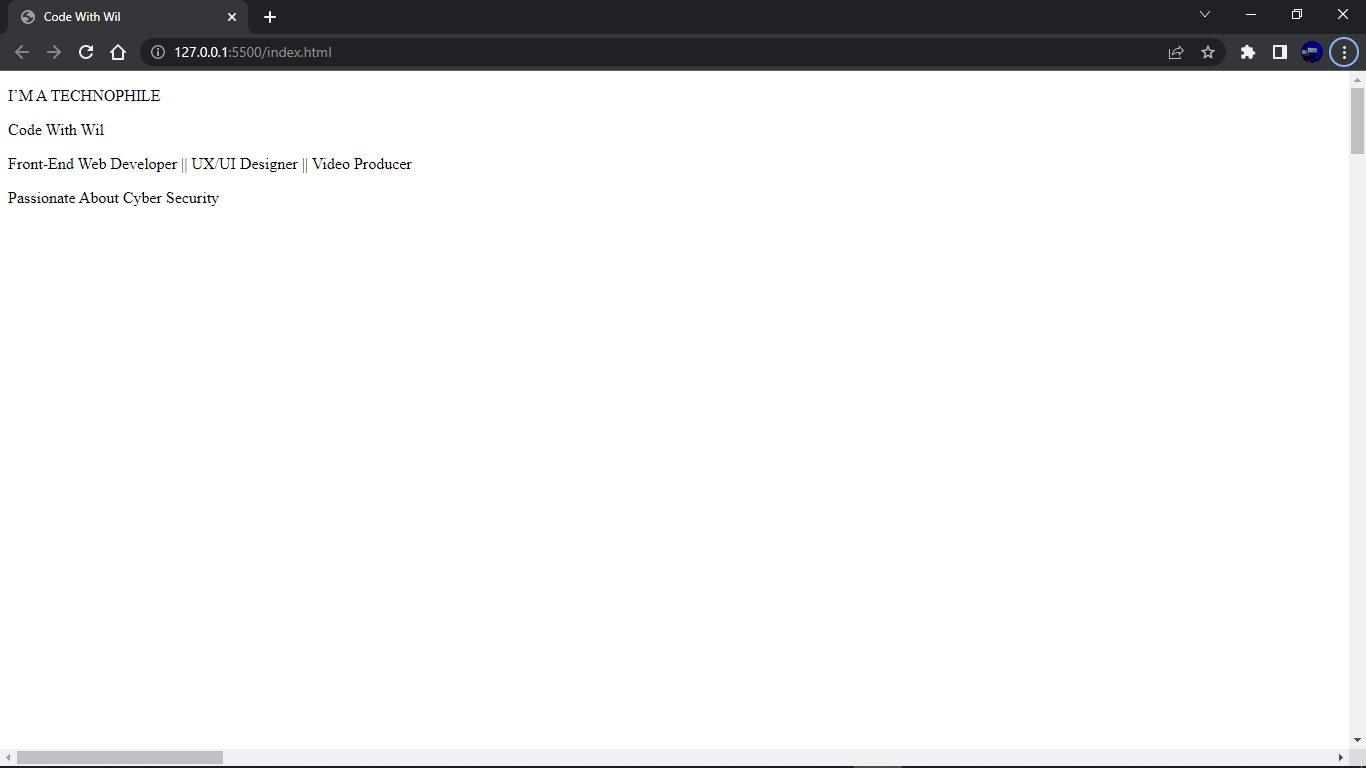 Code With Wil
127.0.0.1:5500/index.html
I’M A TECHNOPHILE
Code With Wil
Front-End Web Developer || UX/UI Designer || Video Producer
Passionate About Cyber Security